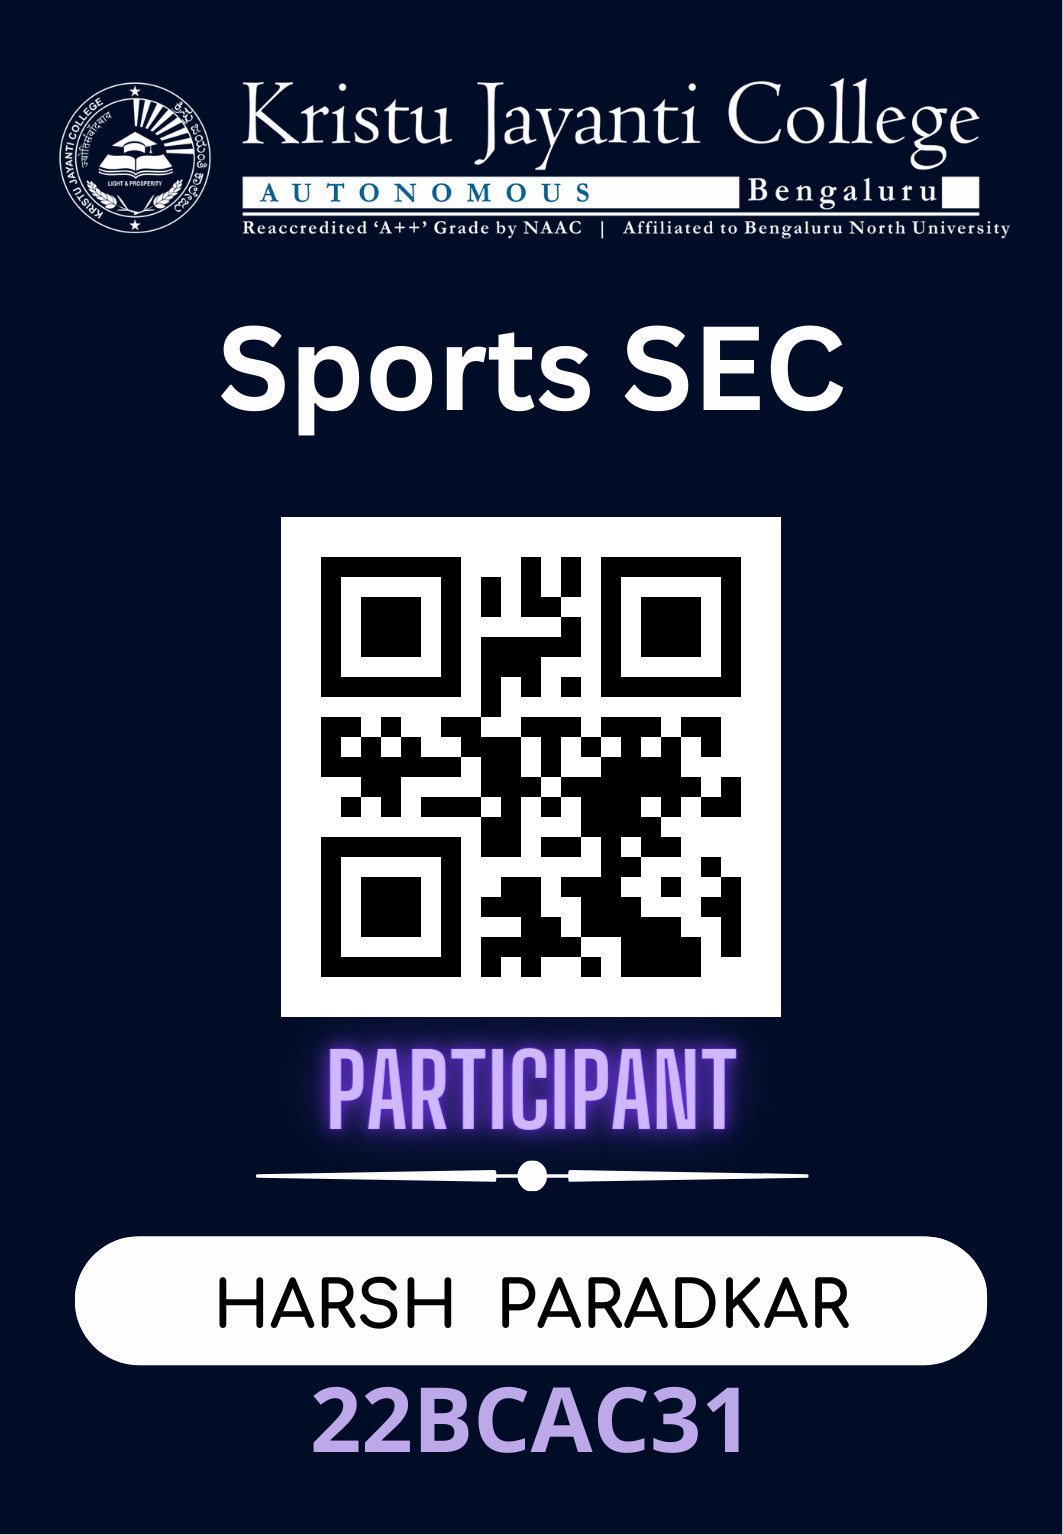 KRISTU JAYANTI COLLEGE
ಕ್ರಿಸ್ತು ಜಯಂತಿ ಕಾಲೇಜು
LIGHT & PROSPERITY
Kristu Jayanti College
AUTONOMOUS Bengaluru
Reaccredited ‘A++’ Grade by NAAC | Affiliated to Bengaluru North University
Sports SEC
PARTICIPANT
HARSH PARADKAR
22BCAC31